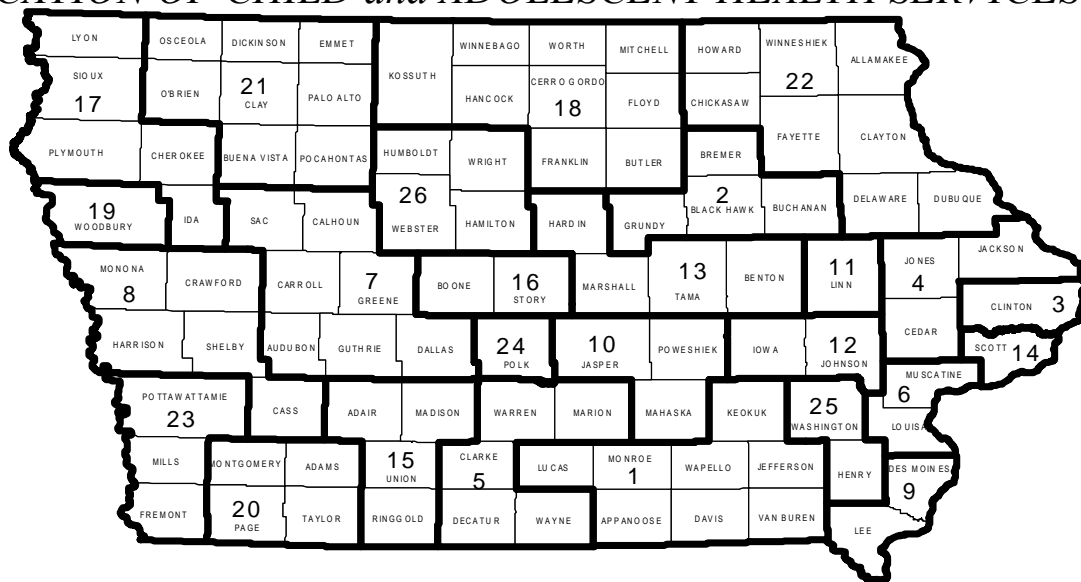 CATION OF CHILD and ADOLESCENT HEALTH SERVICES
LYON OSCEOLA DICKINSON EMMET WINNEBAGO WORTH MITCHELL HOWARD WINNESHIEK ALLAMAKEE
SIOUX O'BRIEN 21 CLAY PALO ALTO KOSSUTH HANCOCK CERRO GORDO FLOYD CHICKASAW 22
17 18
PLYMOUTH CHEROKEE BUENA VISTA POCAHONTAS HUMBOLDT WRIGHT FRANKLIN BUTLER BREMER FAYETTE CLAYTON
19 WOODBURY IDA SAC CALHOUN 26 WEBSTER HAMILTON HARDIN GRUNDY 2 BLACK HAWK BUCHANAN DELAWARE DUBUQUE
MONONA 8 CRAWFORD CARROLL 7 GREENE BOONE 16 STORY MARSHALL 13 TAMA BENTON 11 LINN JONES 4 JACKSON
CLINTON 3
HARRISON SHELBY AUDUBON GUTHRIE DALLAS 24 POLK 10 JASPER POWESHIEK IOWA 12 JOHNSON CEDAR SCOTT 14
MUSCATINE 6
POTTAWATTAMIE 23 CASS ADAIR MADISON WARREN MARION MAHASKA KEOKUK 25 WASHINGTON LOUISA
MILLS MONTGOMERY ADAMS 15 UNION CLARKE 5 LUCAS MONROE 1 WAPELLO JEFFERSON HENRY DES MOINES 9
FREMONT 20 PAGE TAYLOR RINGGOLD DECATUR WAYNE APPANOOSE DAVIS VAN BUREN LEE